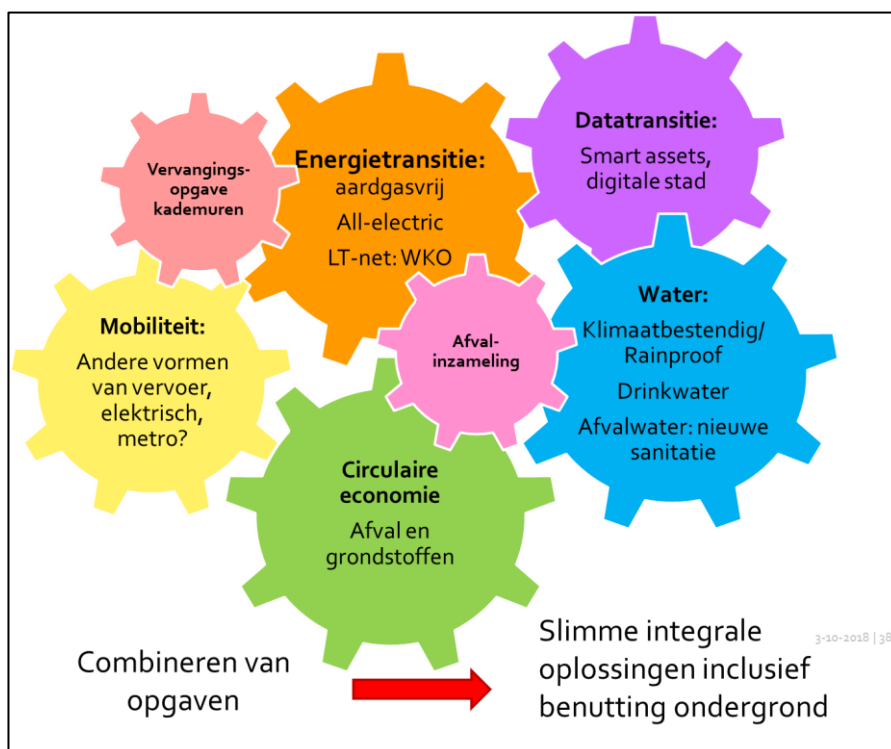 Vervangings-
opgave
kademuren
Energietransitie:
aardgasvrij
All-electric
LT-net: WKO
Datatransitie:
Smart assets,
digitale stad
Mobiliteit:
Andere vormen
van vervoer,
elektrisch,
metro?
Afval-
inzameling
Water:
Klimaatbestendig/
Rainproof
Drinkwater
Afvalwater: nieuwe
sanitatie
Circulaire
economie
Afval en
grondstoffen
Combineren van
opgaven
Slimme integrale
oplossingen inclusief
benutting ondergrond
3-10-2018 | 38